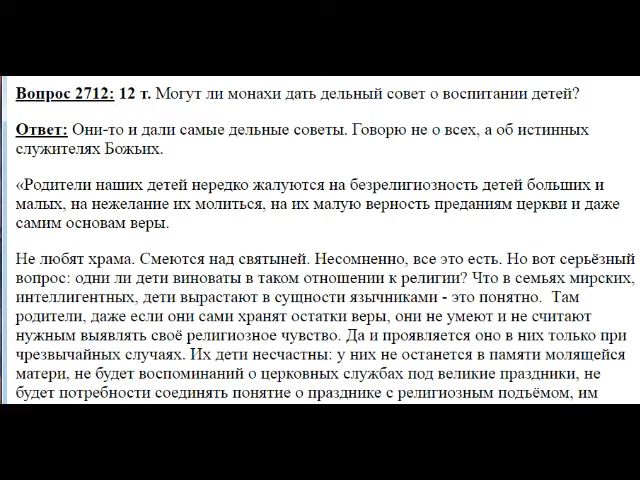 Вопрос 2712: 12 т. Могут ли монахи дать дельный совет о воспитании детей?
Ответ: Они-то и дали самые дельные советы. Говорю не о всех, а об истинных
служителях Божьих.
«Родители наших детей нередко жалуются на безрелигиозность детей больших и
малых, на нежелание их молиться, на их малую верность преданиям церкви и даже
самим основам веры.
Не любят храма. Смеются над святыней. Несомненно, все это есть. Но вот серьёзный
вопрос: одни ли дети виноваты в таком отношении к религии? Что в семьях мирских,
интеллигентных, дети вырастают в сущности язычниками - это понятно. Там
родители, даже если они сами хранят остатки веры, они не умеют и не считают
нужным выявлять своё религиозное чувство. Да и проявляется оно в них только при
чрезвычайных случаях. Их дети несчастны: у них не останется в памяти молящейся
матери, не будет воспоминаний о церковных службах под великие праздники, не
будет потребности соединять понятие о празднике с религиозным подъёмом, им